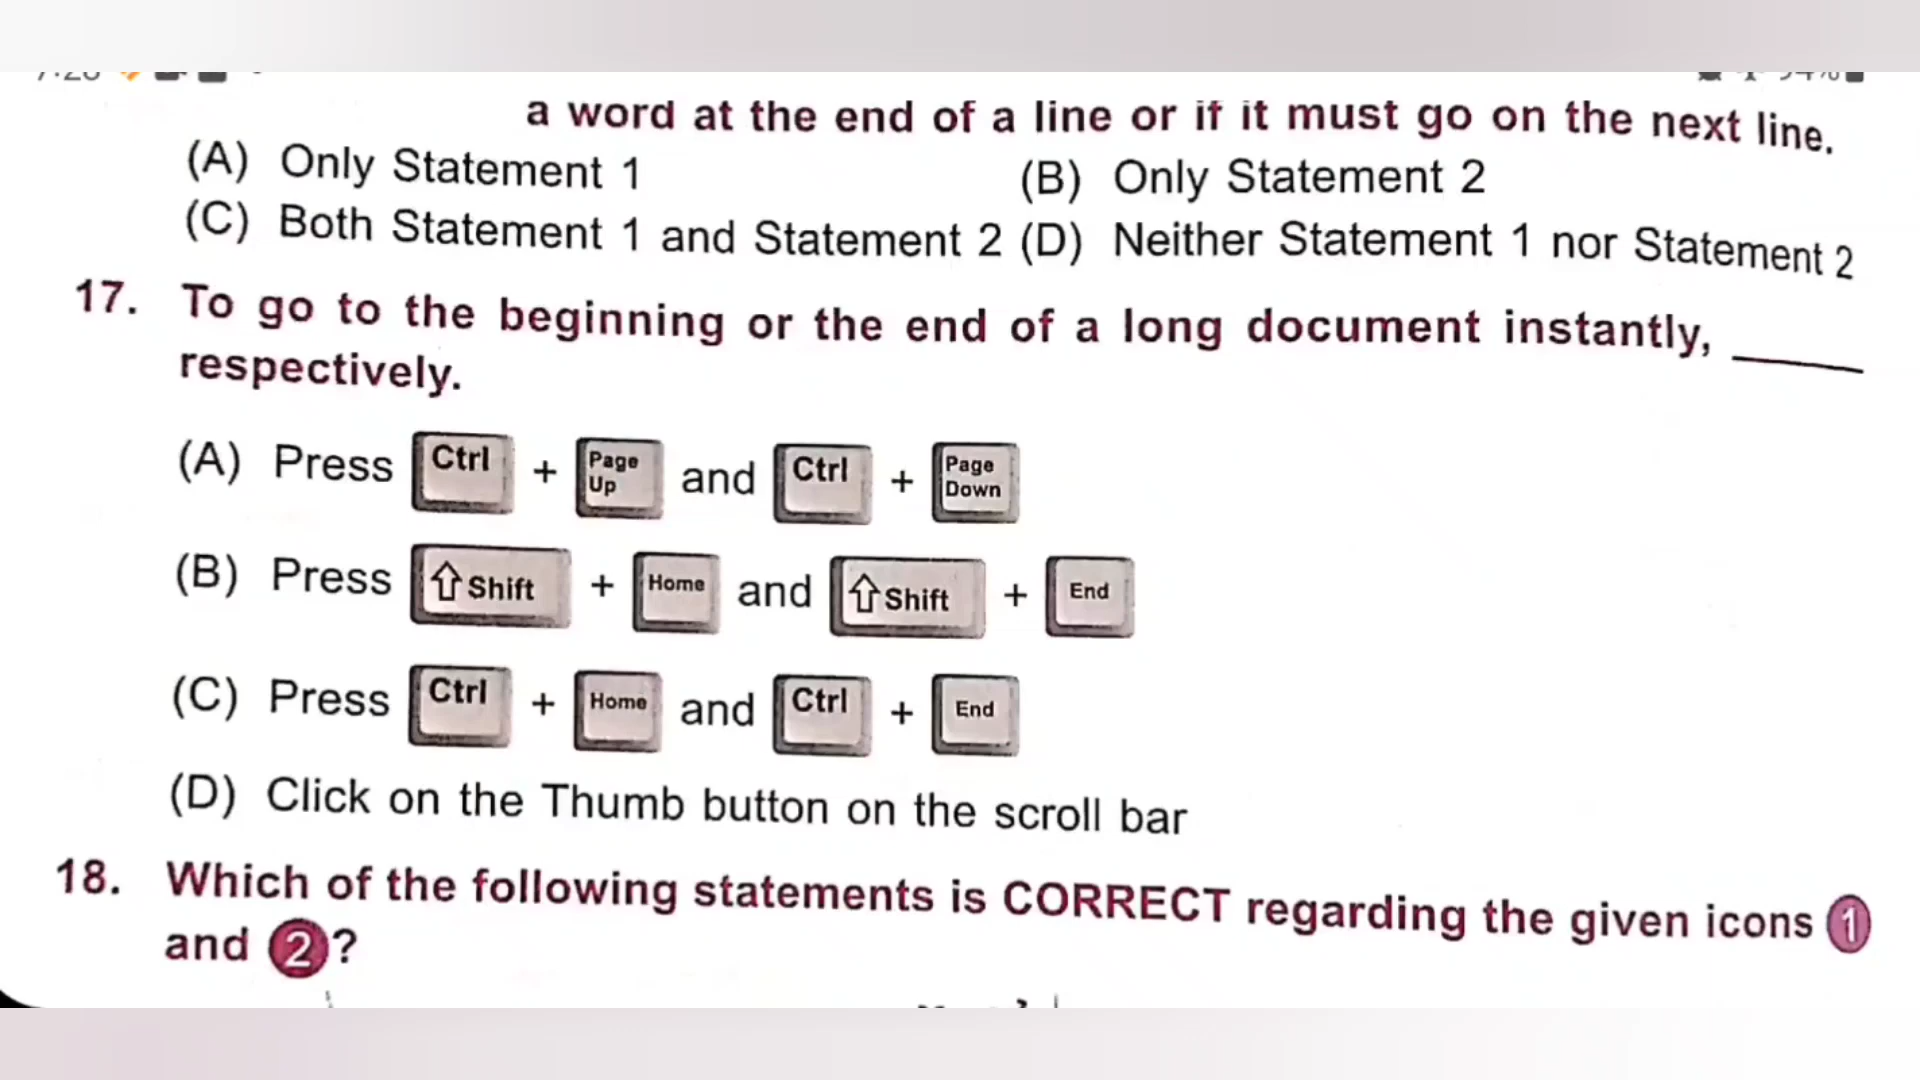 a word at the end of a line or if it must go on the next line.
(A) Only Statement 1 (B) Only Statement 2
(C) Both Statement 1 and Statement 2 (D) Neither Statement 1 nor Statement 2
17. To go to the beginning or the end of a long document instantly, _____
respectively.
(A) Press Ctrl + Page Up and Ctrl + Page Down
(B) Press ⇧ Shift + Home and ⇧ Shift + End
(C) Press Ctrl + Home and Ctrl + End
(D) Click on the Thumb button on the scroll bar
18. Which of the following statements is CORRECT regarding the given icons 1
and 2?